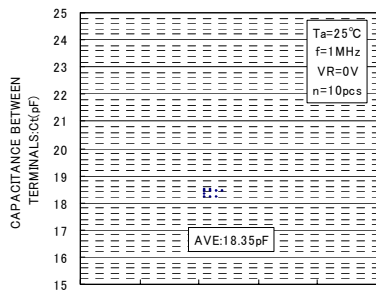 CAPACITANCE BETWEEN
TERMINALS:Ct(pF)
25
24
23
22
21
20
19
18
17
16
15
Ta=25℃
f=1MHz
VR=0V
n=10pcs
AVE:18.35pF